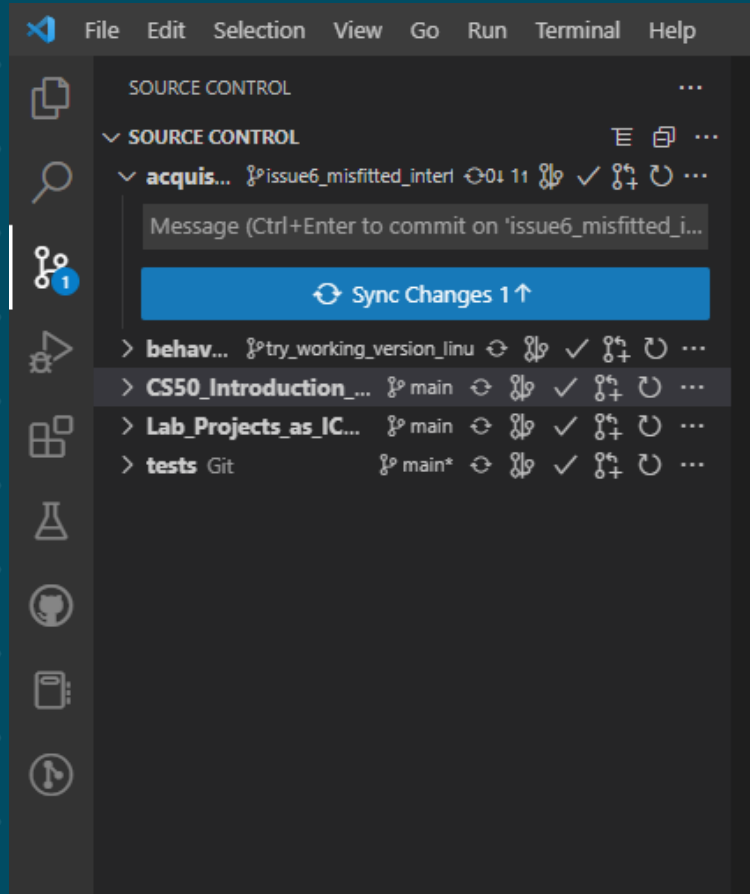 File Edit Selection View Go Run Terminal Help
SOURCE CONTROL ...
SOURCE CONTROL ...
acquis... issue6_misfitted_interf 0↓ 1↑ ...
Message (Ctrl+Enter to commit on 'issue6_misfitted_i...
Sync Changes 1↑
1
behav... try_working_version_linu ...
CS50_Introduction_... main ...
Lab_Projects_as_IC... main ...
tests Git main* ...